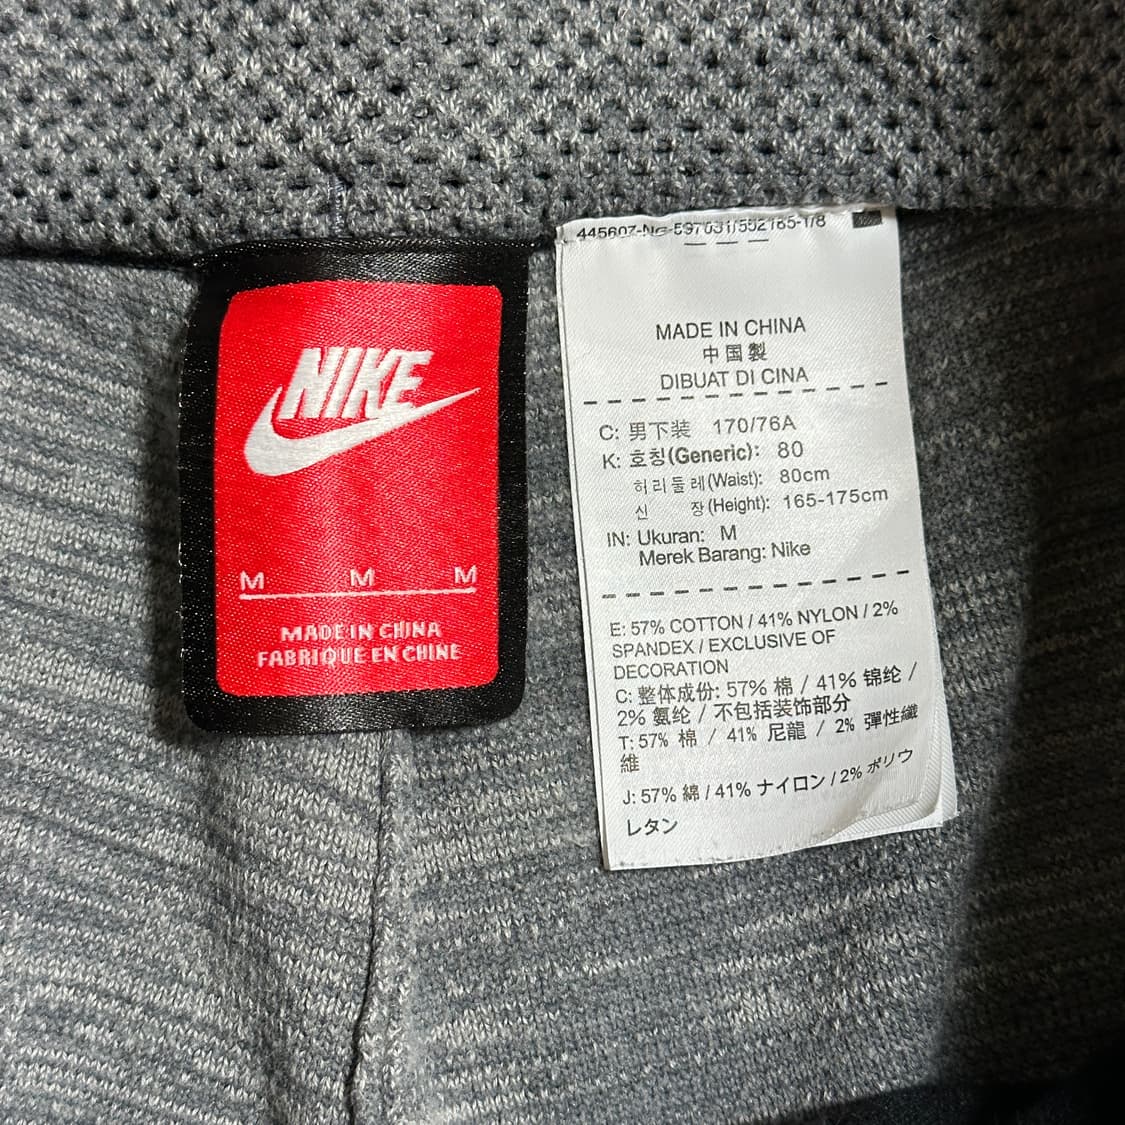 NIKE
M M M
MADE IN CHINA
FABRIQUE EN CHINE
MADE IN CHINA
中国製
DIBUAT DI CINA
C: 男下装 170/76A
K: 호칭(Generic): 80
허리둘레(Waist): 80cm
신 장(Height): 165-175cm
IN: Ukuran: M
Merek Barang: Nike
E: 57% COTTON / 41% NYLON / 2%
SPANDEX / EXCLUSIVE OF
DECORATION
C: 整体成份: 57% 棉 / 41% 锦纶 /
2% 氨纶 / 不包括装饰部分
T: 57% 棉 / 41% 尼龍 / 2% 彈性纖
維
J: 57% 綿 / 41% ナイロン / 2% ポリウ
レタン